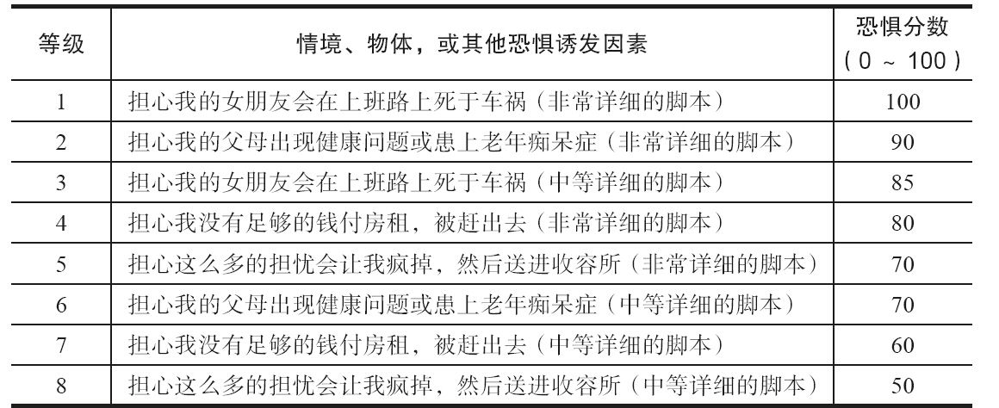 等级 情境、物体，或其他恐惧诱发因素 恐惧分数
（0 ~ 100）
1 担心我的女朋友会在上班路上死于车祸（非常详细的脚本） 100
2 担心我的父母出现健康问题或患上老年痴呆症（非常详细的脚本） 90
3 担心我的女朋友会在上班路上死于车祸（中等详细的脚本） 85
4 担心我没有足够的钱付房租，被赶出去（非常详细的脚本） 80
5 担心这么多的担忧会让我疯掉，然后送进收容所（非常详细的脚本） 70
6 担心我的父母出现健康问题或患上老年痴呆症（中等详细的脚本） 70
7 担心我没有足够的钱付房租，被赶出去（中等详细的脚本） 60
8 担心这么多的担忧会让我疯掉，然后送进收容所（中等详细的脚本） 50